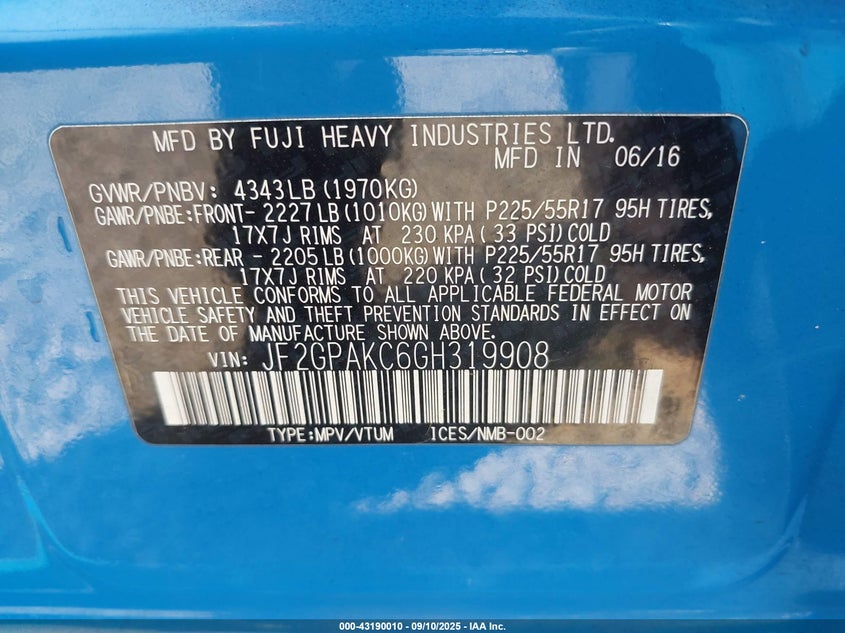 MFD BY FUJI HEAVY INDUSTRIES LTD.
MFD IN 06/16
GVWR/PNBV: 4343LB(1970KG)
GAWR/PNBE:FRONT- 2227LB(1010KG)WITH P225/55R17 95H TIRES,
17X7J RIMS AT 230 KPA( 33 PSI)COLD
GAWR/PNBE:REAR - 2205LB(1000KG)WITH P225/55R17 95H TIRES,
17X7J RIMS AT 220 KPA( 32 PSI)COLD
THIS VEHICLE CONFORMS TO ALL APPLICABLE FEDERAL MOTOR
VEHICLE SAFETY AND THEFT PREVENTION STANDARDS IN EFFECT ON
THE DATE OF MANUFACTURE SHOWN ABOVE.
VIN: JF2GPAKC6GH319908
TYPE:MPV/VTUM ICES/NMB-002
000-43190010 - 09/10/2025 - IAA Inc.